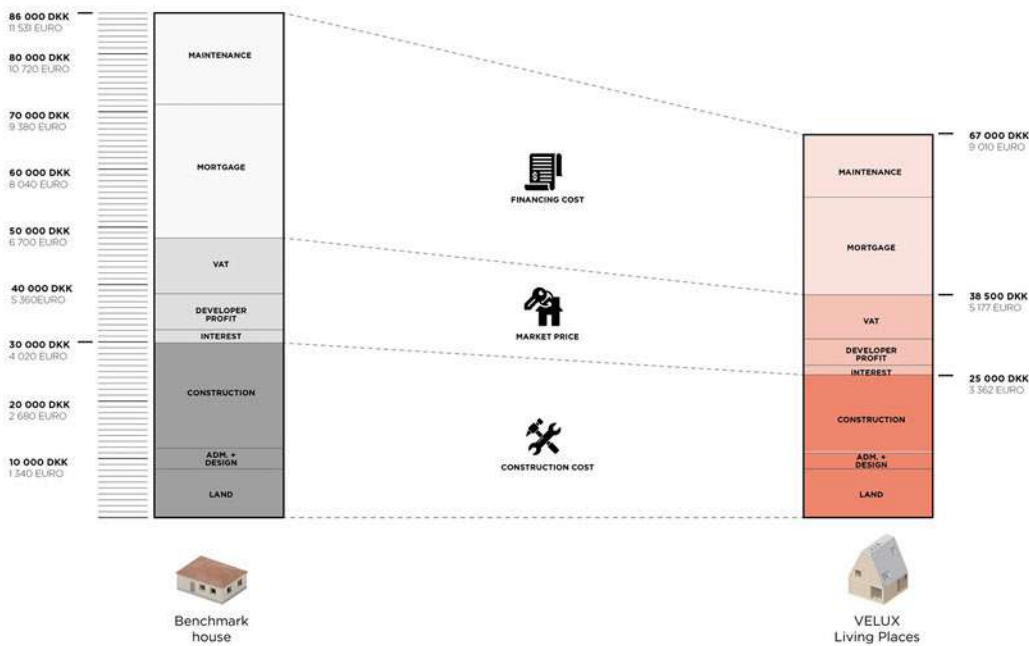 86 000 DKK
11 531 EURO
80 000 DKK
10 720 EURO
70 000 DKK
9 380 EURO
60 000 DKK
8 040 EURO
50 000 DKK
6 700 EURO
40 000 DKK
5 360EURO
30 000 DKK
4 020 EURO
20 000 DKK
2 680 EURO
10 000 DKK
1 340 EURO
MAINTENANCE
MORTGAGE
VAT
DEVELOPER
PROFIT
INTEREST
CONSTRUCTION
ADM. +
DESIGN
LAND
Benchmark
house
FINANCING COST
MARKET PRICE
CONSTRUCTION COST
MAINTENANCE
MORTGAGE
VAT
DEVELOPER
PROFIT
INTEREST
CONSTRUCTION
ADM. +
DESIGN
LAND
VELUX
Living Places
67 000 DKK
9 010 EURO
38 500 DKK
5 177 EURO
25 000 DKK
3 362 EURO